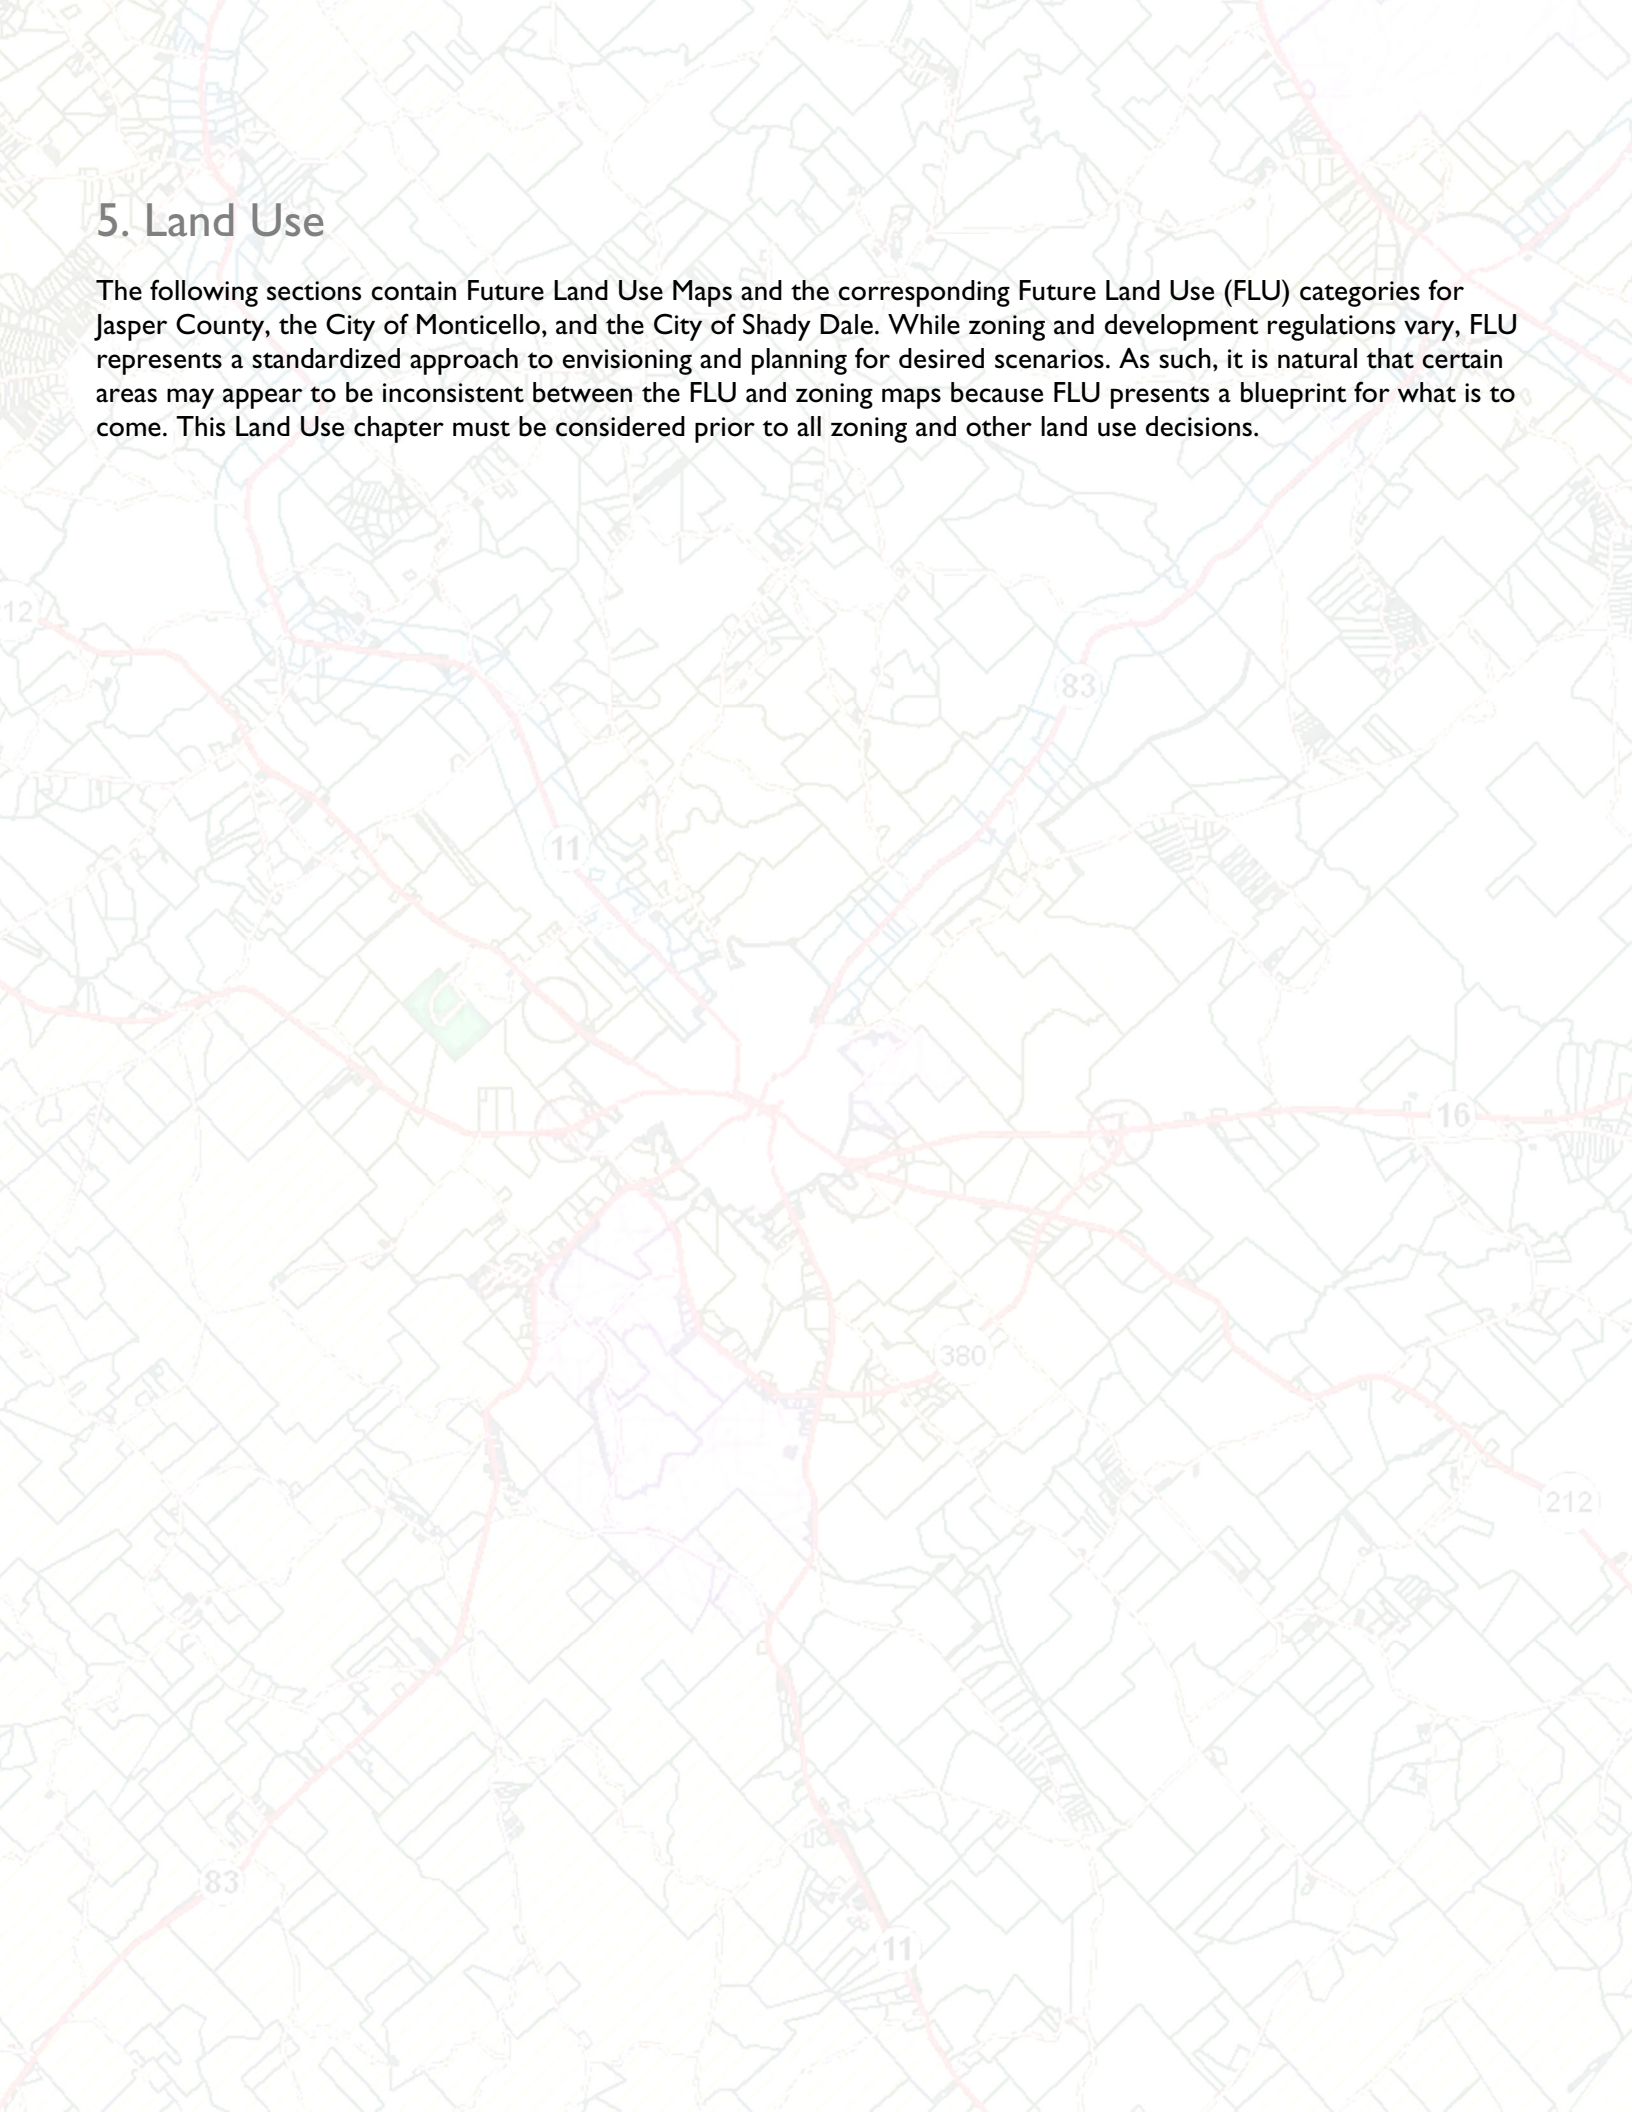 5. Land Use
The following sections contain Future Land Use Maps and the corresponding Future Land Use (FLU) categories for
Jasper County, the City of Monticello, and the City of Shady Dale. While zoning and development regulations vary, FLU
represents a standardized approach to envisioning and planning for desired scenarios. As such, it is natural that certain
areas may appear to be inconsistent between the FLU and zoning maps because FLU presents a blueprint for what is to
come. This Land Use chapter must be considered prior to all zoning and other land use decisions.
12
83
11
16
380
212
83
11